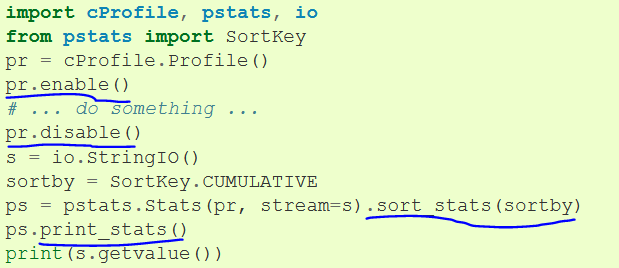 import cProfile, pstats, io
from pstats import SortKey
pr = cProfile.Profile()
pr.enable()
# ... do something ...
pr.disable()
s = io.StringIO()
sortby = SortKey.CUMULATIVE
ps = pstats.Stats(pr, stream=s).sort_stats(sortby)
ps.print_stats()
print(s.getvalue())